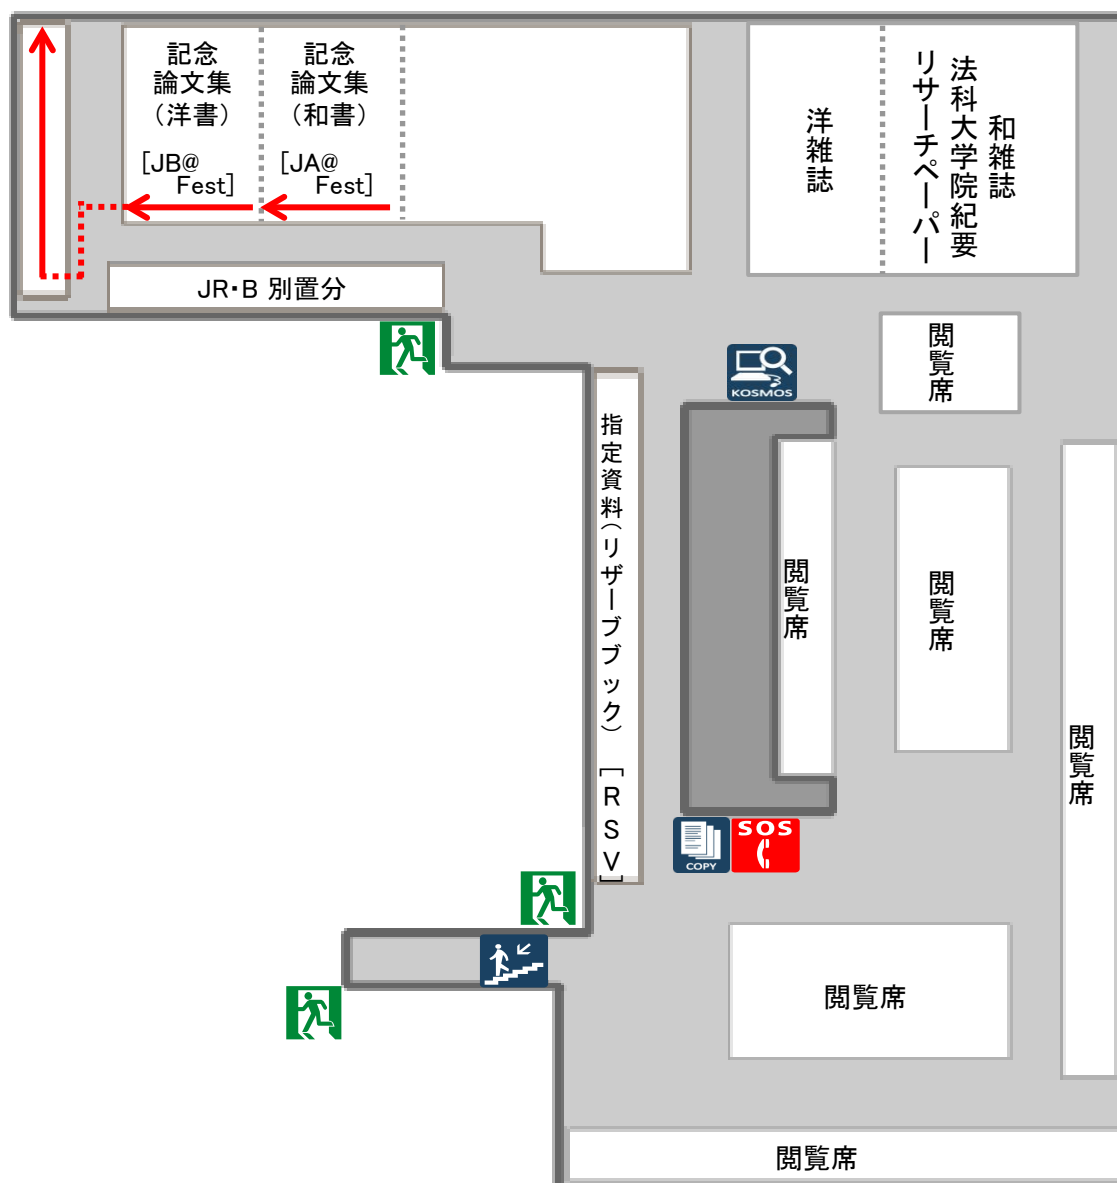 記念
論文集
（洋書）
[JB@
Fest]
記念
論文集
（和書）
[JA@
Fest]
洋雑誌
和雑誌
法科大学院紀要
リサーチペーパー
JR・B 別置分
閲覧席
KOSMOS
指定資料（リザーブブック） [RSV]
閲覧席
閲覧席
閲覧席
COPY
SOS
閲覧席
閲覧席